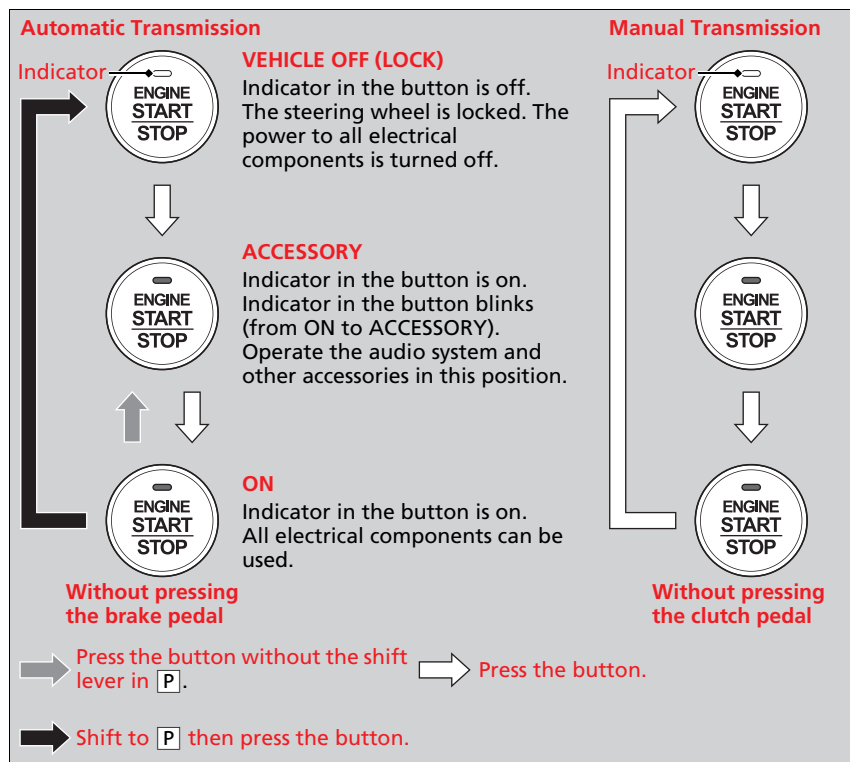 Automatic Transmission
Manual Transmission
Indicator
ENGINE
START
STOP
VEHICLE OFF (LOCK)
Indicator in the button is off.
The steering wheel is locked. The
power to all electrical
components is turned off.
Indicator
ENGINE
START
STOP
ENGINE
START
STOP
ACCESSORY
Indicator in the button is on.
Indicator in the button blinks
(from ON to ACCESSORY).
Operate the audio system and
other accessories in this position.
ENGINE
START
STOP
ENGINE
START
STOP
ON
Indicator in the button is on.
All electrical components can be
used.
ENGINE
START
STOP
Without pressing
the brake pedal
Without pressing
the clutch pedal
Press the button without the shift
lever in P.
Press the button.
Shift to P then press the button.